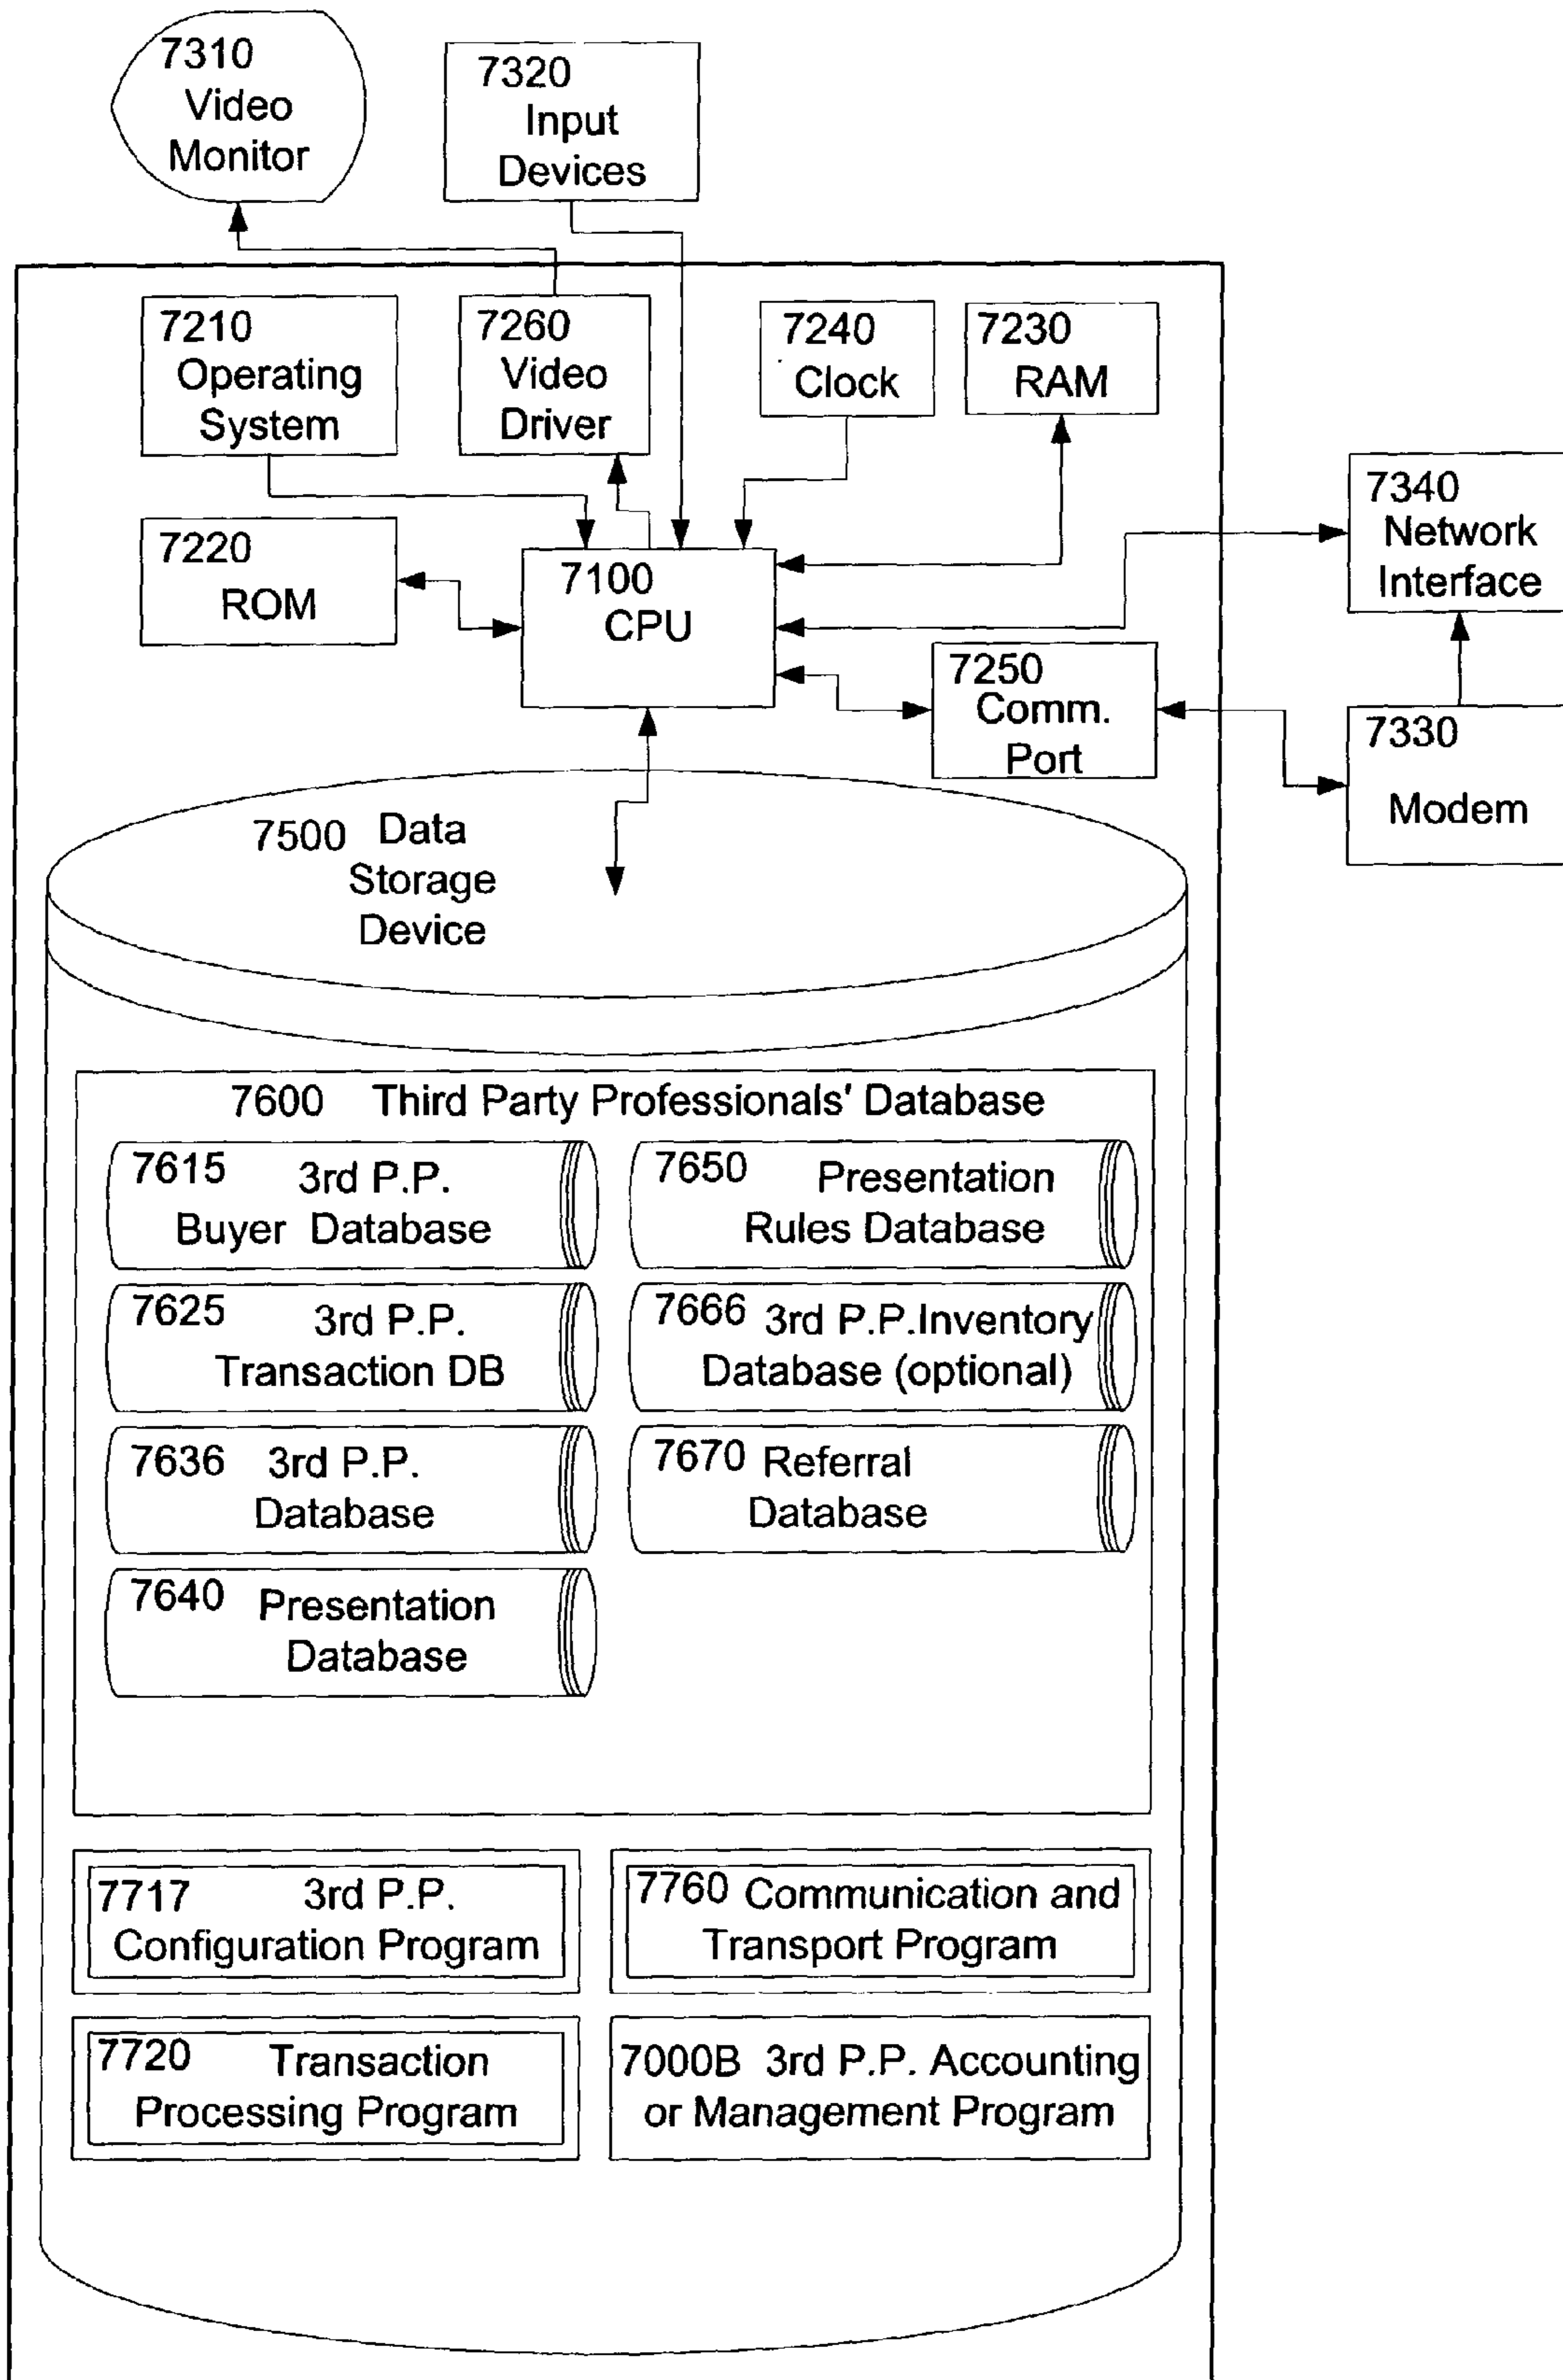 7310
Video
Monitor
7320
Input
Devices
7210
Operating
System
7260
Video
Driver
7240
Clock
7230
RAM
7340
Network
Interface
7220
ROM
7100
CPU
7250
Comm.
Port
7330
Modem
7500 Data
Storage
Device
7600 Third Party Professionals' Database
7615 3rd P.P.
Buyer Database
7650 Presentation
Rules Database
7625 3rd P.P.
Transaction DB
7666 3rd P.P.Inventory
Database (optional)
7636 3rd P.P.
Database
7670 Referral
Database
7640 Presentation
Database
7717 3rd P.P.
Configuration Program
7760 Communication and
Transport Program
7720 Transaction
Processing Program
7000B 3rd P.P. Accounting
or Management Program